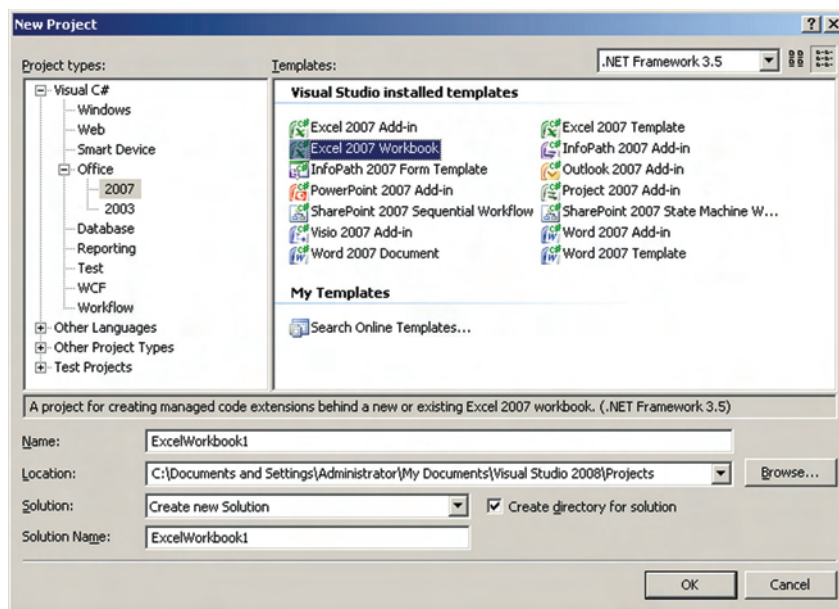 New Project
Project types:
Templates:
.NET Framework 3.5
Visual C#
Windows
Web
Smart Device
Office
2007
2003
Database
Reporting
Test
WCF
Workflow
Other Languages
Other Project Types
Test Projects
Visual Studio installed templates
Excel 2007 Add-in
Excel 2007 Template
Excel 2007 Workbook
InfoPath 2007 Add-in
InfoPath 2007 Form Template
Outlook 2007 Add-in
PowerPoint 2007 Add-in
Project 2007 Add-in
SharePoint 2007 Sequential Workflow
SharePoint 2007 State Machine W...
Visio 2007 Add-in
Word 2007 Add-in
Word 2007 Document
Word 2007 Template
My Templates
Search Online Templates...
A project for creating managed code extensions behind a new or existing Excel 2007 workbook. (.NET Framework 3.5)
Name:
ExcelWorkbook1
Location:
C:\Documents and Settings\Administrator\My Documents\Visual Studio 2008\Projects
Browse...
Solution:
Create new Solution
Create directory for solution
Solution Name:
ExcelWorkbook1
OK
Cancel